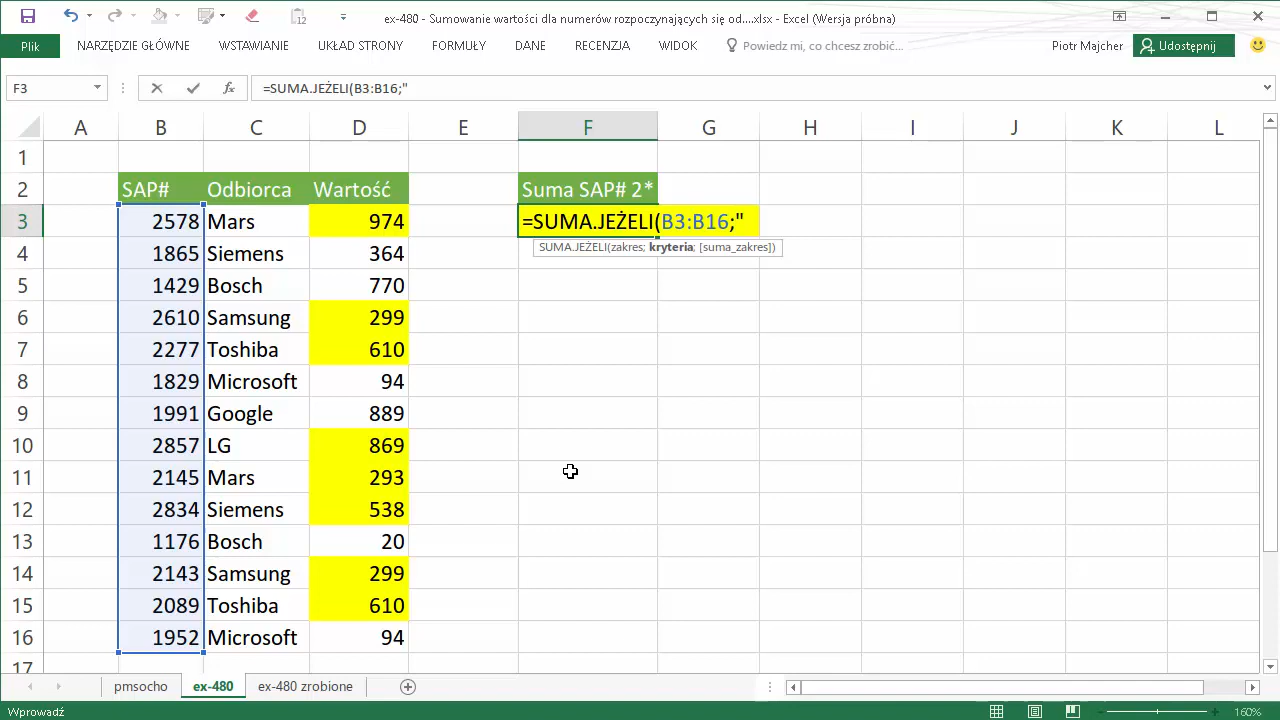 12
ex-480 - Sumowanie wartości dla numerów rozpoczynających się od....xlsx - Excel (Wersja próbna)
Plik NARZĘDZIE GŁÓWNE WSTAWIANIE UKŁAD STRONY FORMUŁY DANE RECENZJA WIDOK Powiedz mi, co chcesz zrobić... Piotr Majcher Udostępnij
F3 fx =SUMA.JEŻELI(B3:B16;"
A B C D E F G H I J K L
1
2 SAP# Odbiorca Wartość Suma SAP# 2*
3 2578 Mars 974 =SUMA.JEŻELI(B3:B16;"
SUMA.JEŻELI(zakres; kryteria; [suma_zakres])
4 1865 Siemens 364
5 1429 Bosch 770
6 2610 Samsung 299
7 2277 Toshiba 610
8 1829 Microsoft 94
9 1991 Google 889
10 2857 LG 869
11 2145 Mars 293
12 2834 Siemens 538
13 1176 Bosch 20
14 2143 Samsung 299
15 2089 Toshiba 610
16 1952 Microsoft 94
17
pmsocho ex-480 ex-480 zrobione
Wprowadź 160%